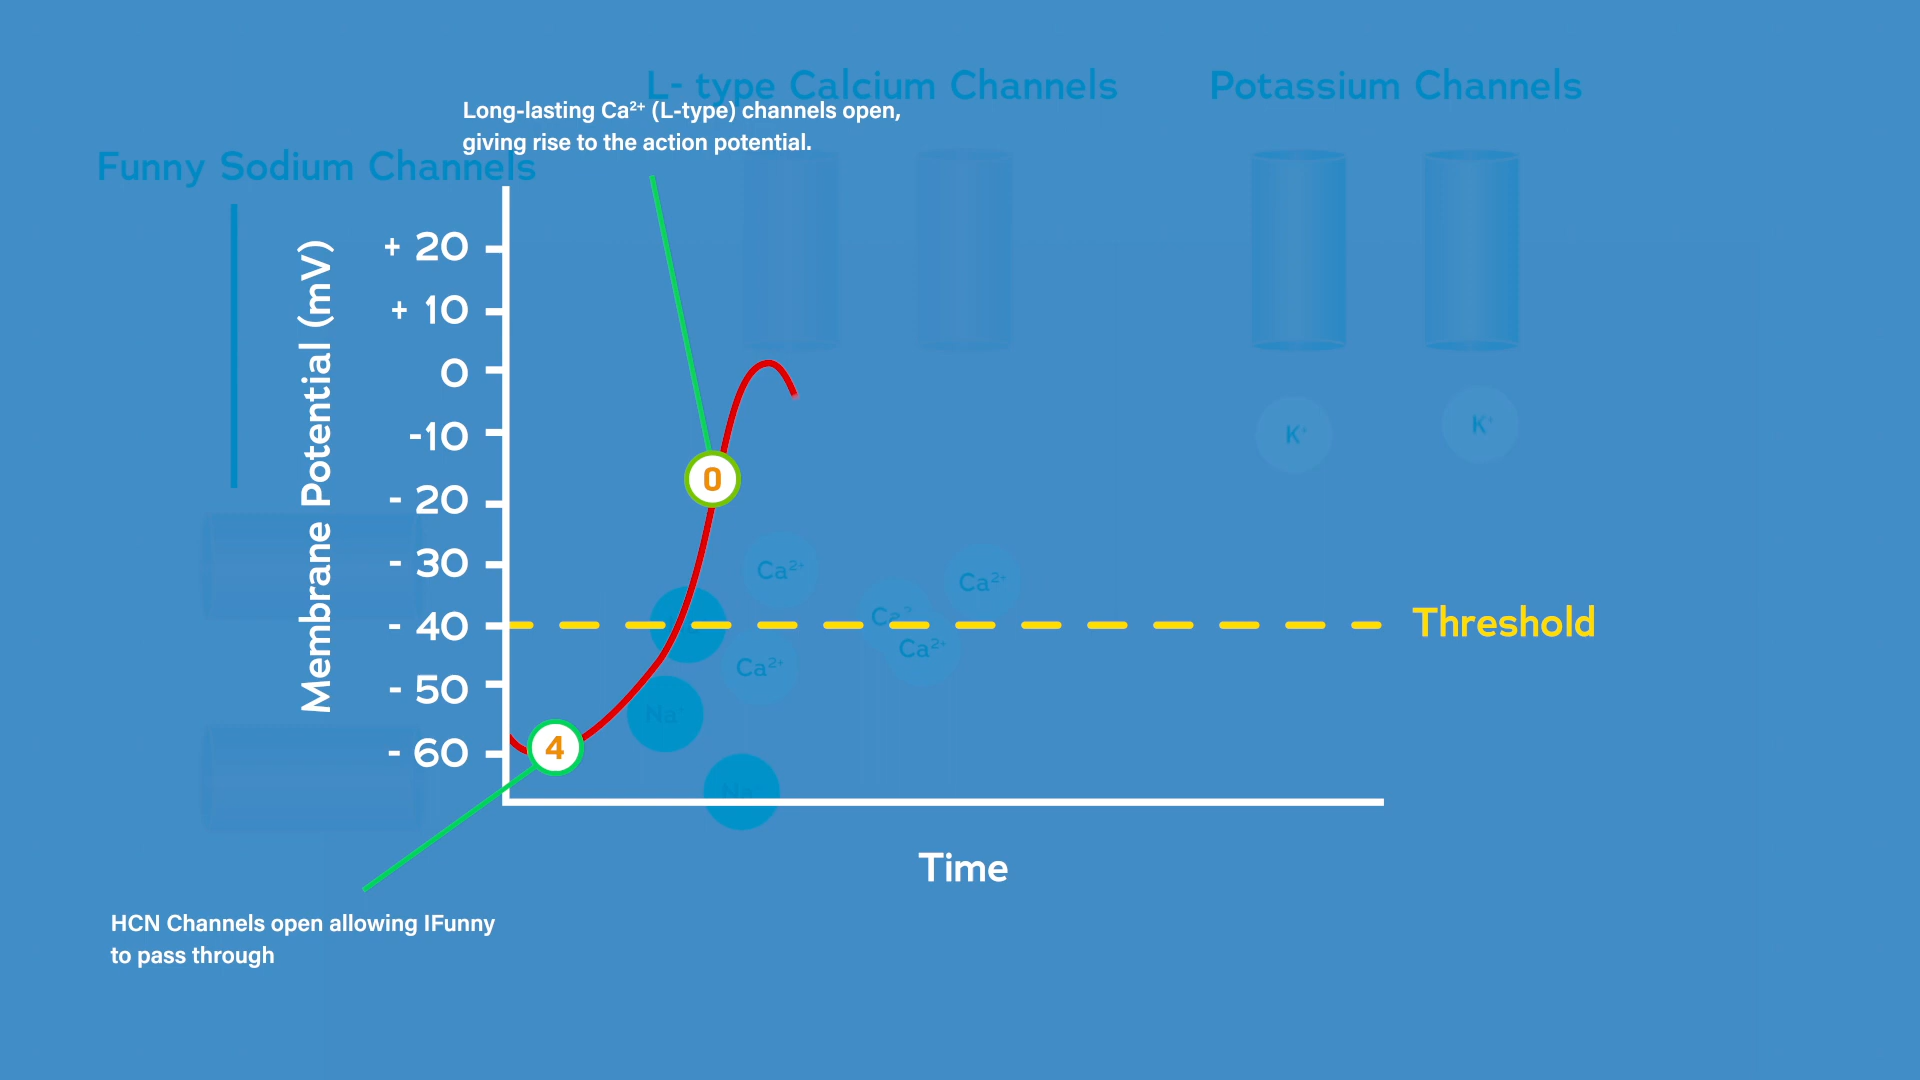 L- type Calcium Channels
Potassium Channels
Long-lasting Ca²⁺ (L-type) channels open,
giving rise to the action potential.
Funny Sodium Channels
Membrane Potential (mV)
+ 20
+ 10
0
-10
- 20
- 30
- 40
- 50
- 60
0
4
K⁺
K⁺
Ca²⁺
Ca²⁺
Ca²⁺
Ca²⁺
Na⁺
Na
Threshold
Time
HCN Channels open allowing IFunny
to pass through